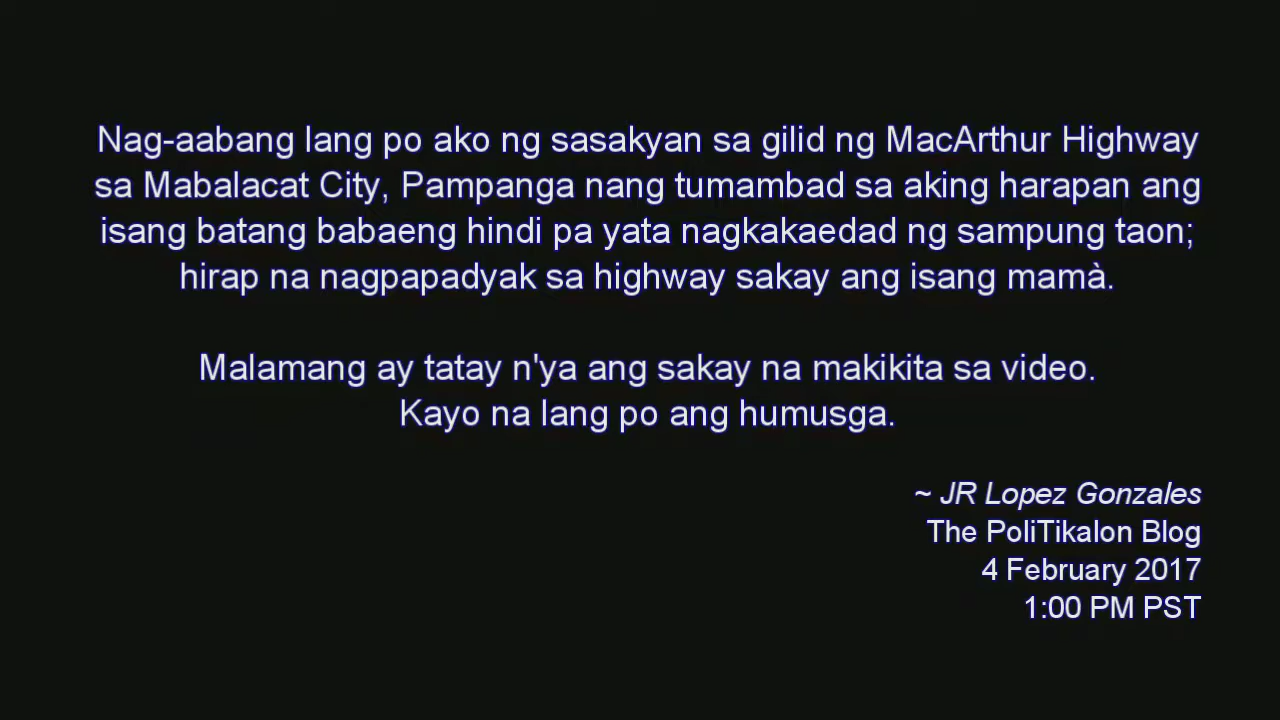 Nag-aabang lang po ako ng sasakyan sa gilid ng MacArthur Highway
sa Mabalacat City, Pampanga nang tumambad sa aking harapan ang
isang batang babaeng hindi pa yata nagkakaedad ng sampung taon;
hirap na nagpapadyak sa highway sakay ang isang mamà.
Malamang ay tatay n'ya ang sakay na makikita sa video.
Kayo na lang po ang humusga.
~ JR Lopez Gonzales
The PoliTikalon Blog
4 February 2017
1:00 PM PST